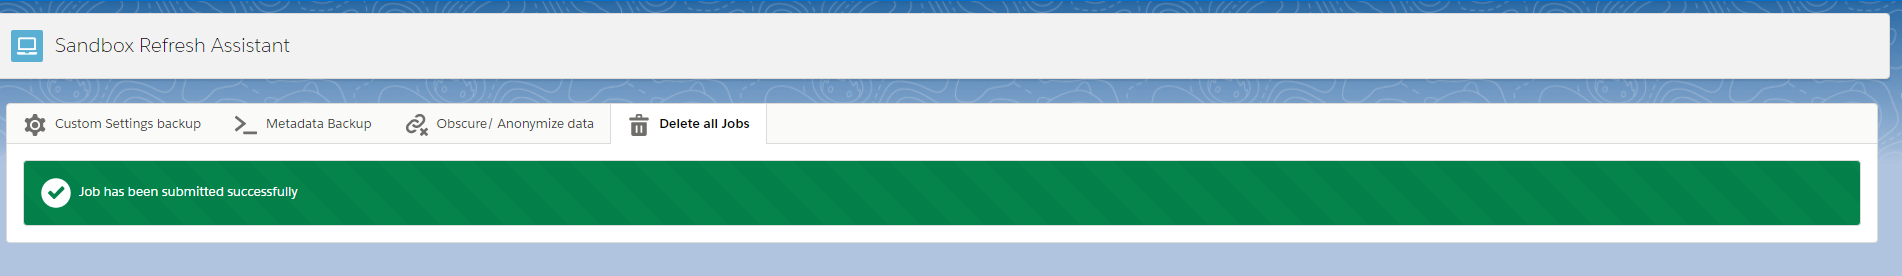 Sandbox Refresh Assistant
Custom Settings backup
Metadata Backup
Obscure/ Anonymize data
Delete all Jobs
Job has been submitted successfully